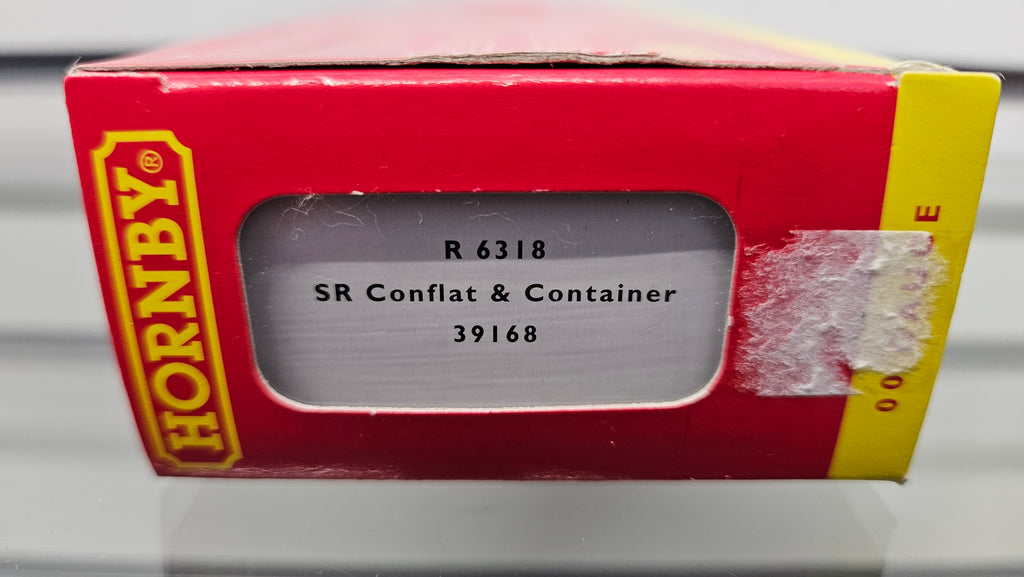 HORNBY®
R 6318
SR Conflat & Container
39168
00